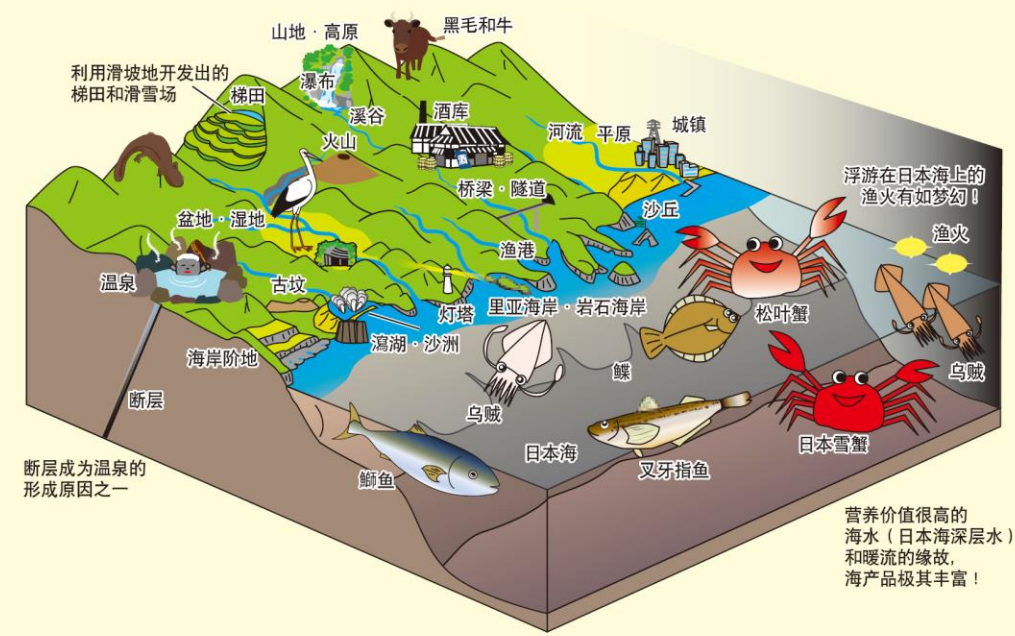 黑毛和牛
山地·高原
瀑布
利用滑坡地开发出的
梯田和滑雪场
梯田
溪谷
酒库
火山
河流
平原
城镇
浮游在日本海上的
渔火有如梦幻！
桥梁·隧道
沙丘
盆地·湿地
渔港
渔火
温泉
古坟
灯塔
里亚海岸·岩石海岸
松叶蟹
瀉湖·沙洲
海岸阶地
鲽
乌贼
断层
乌贼
日本海
日本雪蟹
鰤鱼
叉牙指鱼
断层成为温泉的
形成原因之一
营养价值很高的
海水（日本海深层水）
和暖流的缘故，
海产品极其丰富！